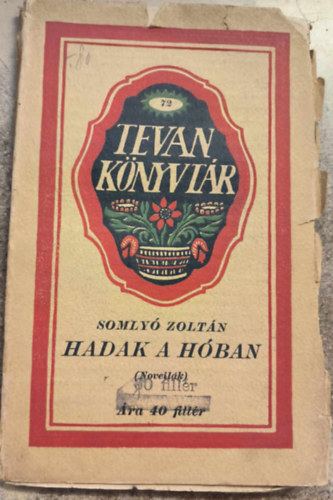 72
TEVAN
KÖNYVTÁR
SOMLYÓ ZOLTÁN
HADAK A HÓBAN
(Novellák)
fillér
Ára 40 fillér